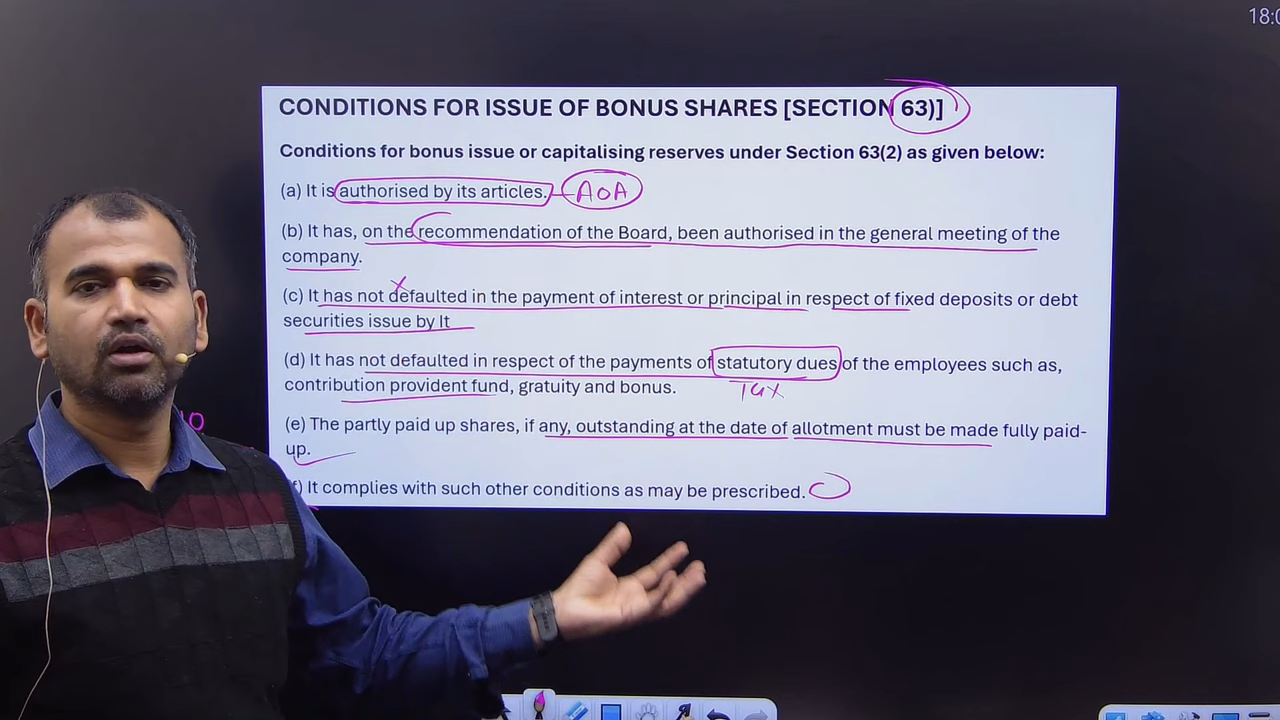 18:0
CONDITIONS FOR ISSUE OF BONUS SHARES [SECTION 63)]
Conditions for bonus issue or capitalising reserves under Section 63(2) as given below:
(a) It is authorised by its articles. AOA
(b) It has, on the recommendation of the Board, been authorised in the general meeting of the
company.
(c) It has not defaulted in the payment of interest or principal in respect of fixed deposits or debt
securities issue by It
(d) It has not defaulted in respect of the payments of statutory dues of the employees such as,
contribution provident fund, gratuity and bonus.
Tax
(e) The partly paid up shares, if any, outstanding at the date of allotment must be made fully paid-
up.
f) It complies with such other conditions as may be prescribed.